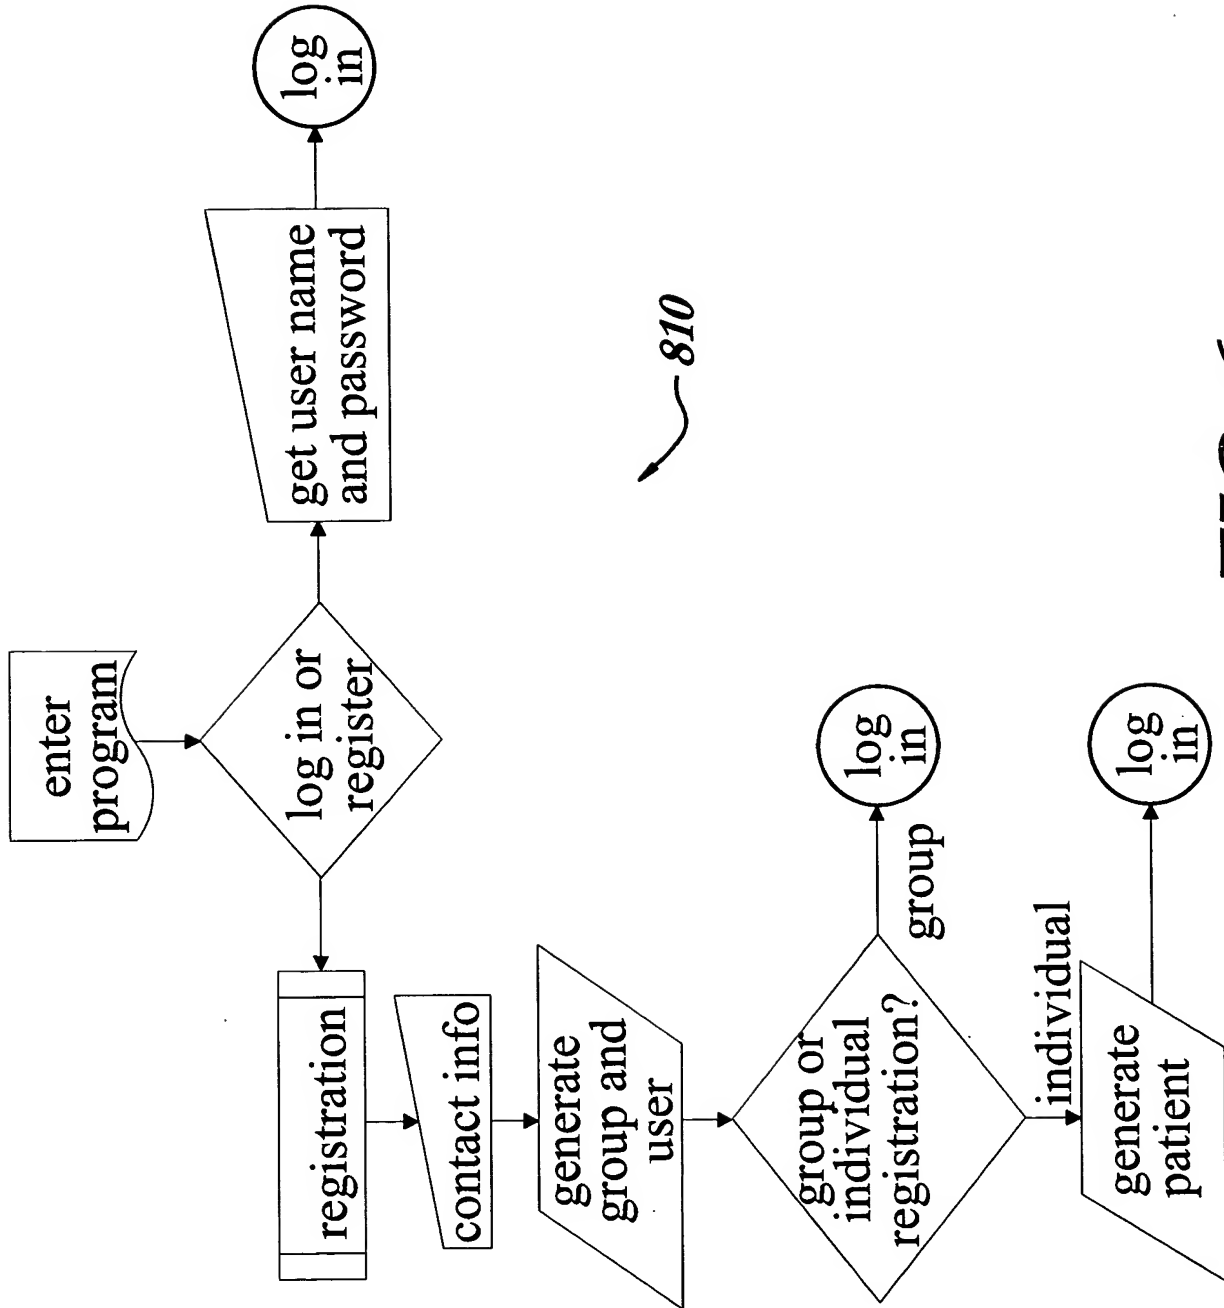 enter
program
log in or
register
get user name
and password
log
in
registration
contact info
generate
group and
user
group or
individual
registration?
group
log
in
individual
generate
patient
log
in
810